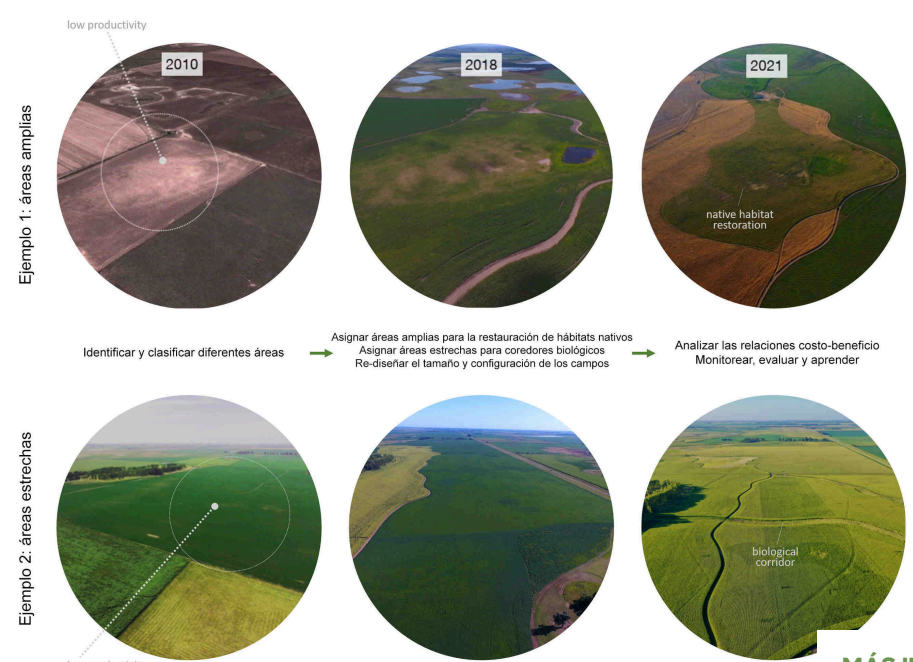 low productivity
2010
2018
2021
Ejemplo 1: áreas amplias
native habitat
restoration
Identificar y clasificar diferentes áreas
Asignar áreas amplias para la restauración de hábitats nativos
Asignar áreas estrechas para coredores biológicos
Re-diseñar el tamaño y configuración de los campos
Analizar las relaciones costo-beneficio
Monitorear, evaluar y aprender
Ejemplo 2: áreas estrechas
biological
corridor